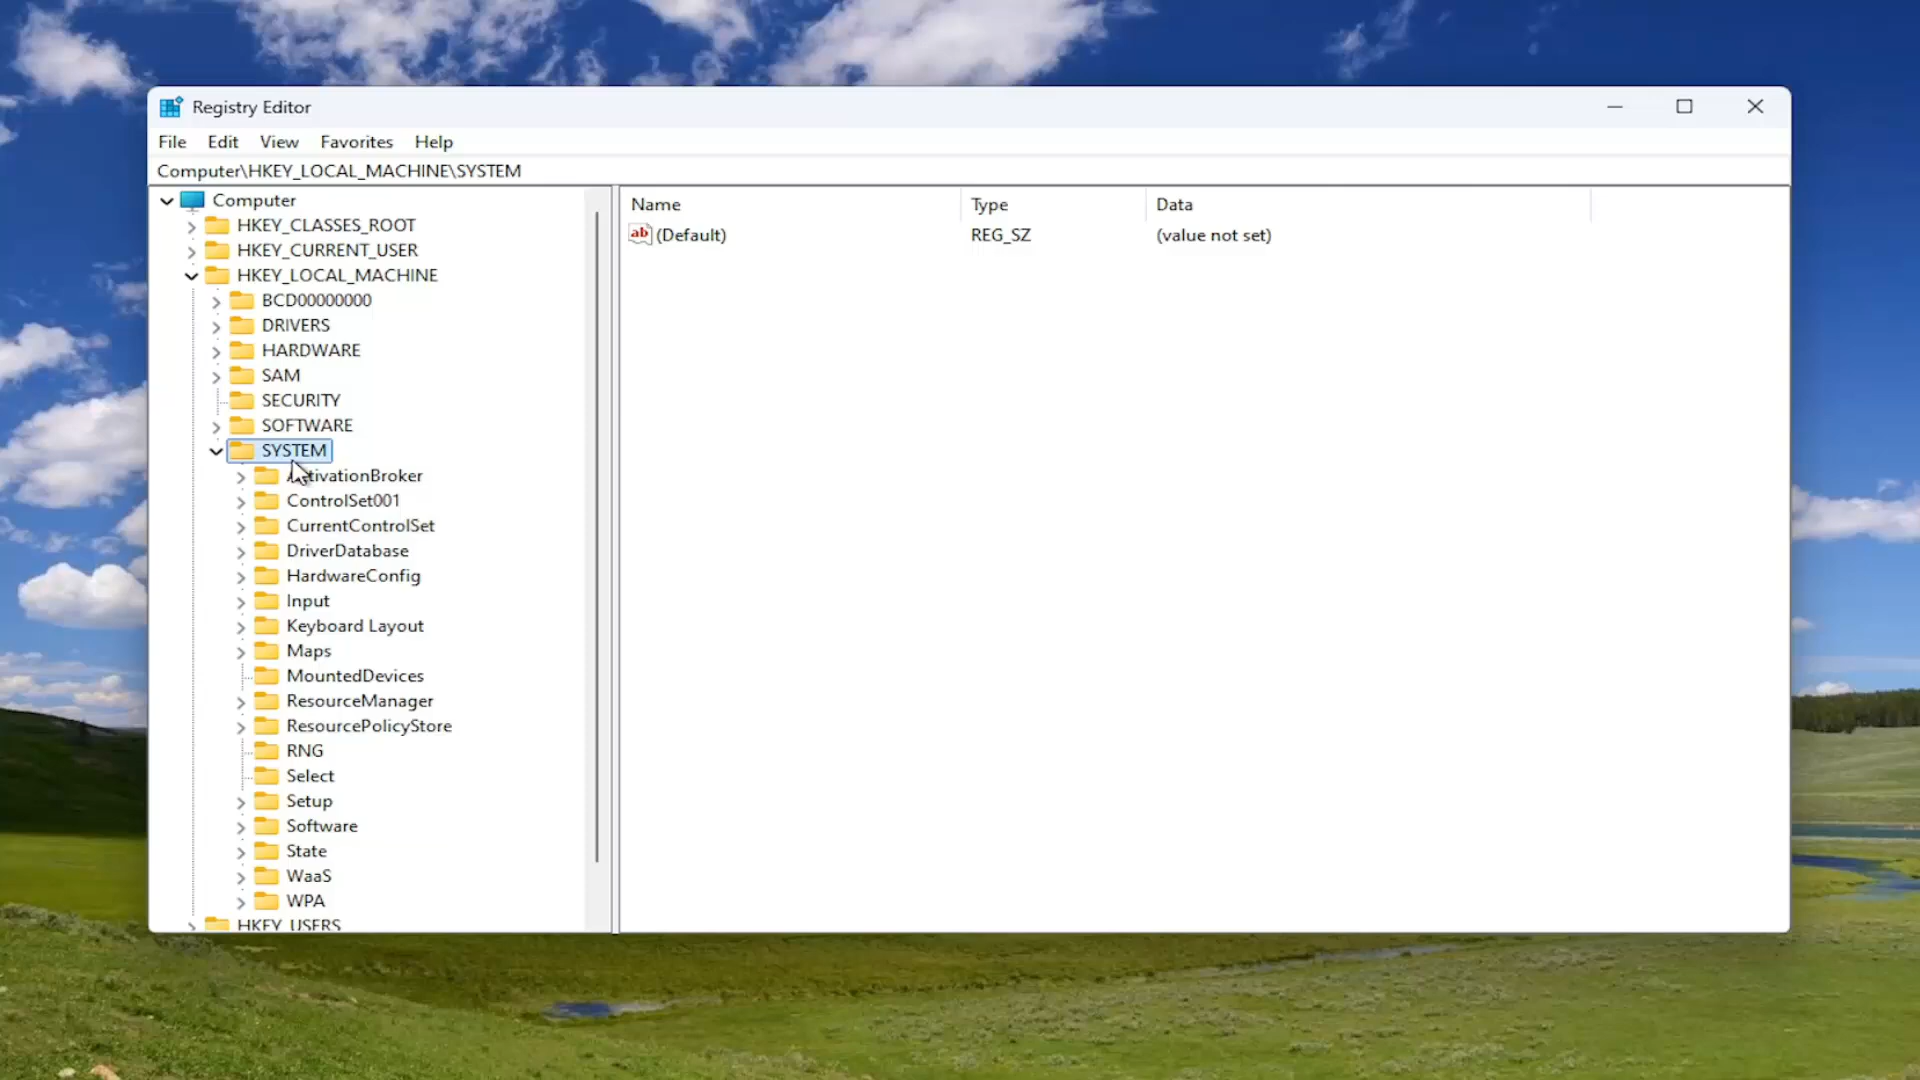 Registry Editor
File Edit View Favorites Help
Computer\HKEY_LOCAL_MACHINE\SYSTEM
Computer
HKEY_CLASSES_ROOT
HKEY_CURRENT_USER
HKEY_LOCAL_MACHINE
BCD00000000
DRIVERS
HARDWARE
SAM
SECURITY
SOFTWARE
SYSTEM
ActivationBroker
ControlSet001
CurrentControlSet
DriverDatabase
HardwareConfig
Input
Keyboard Layout
Maps
MountedDevices
ResourceManager
ResourcePolicyStore
RNG
Select
Setup
Software
State
WaaS
WPA
HKEY_USERS
Name Type Data
ab (Default) REG_SZ (value not set)